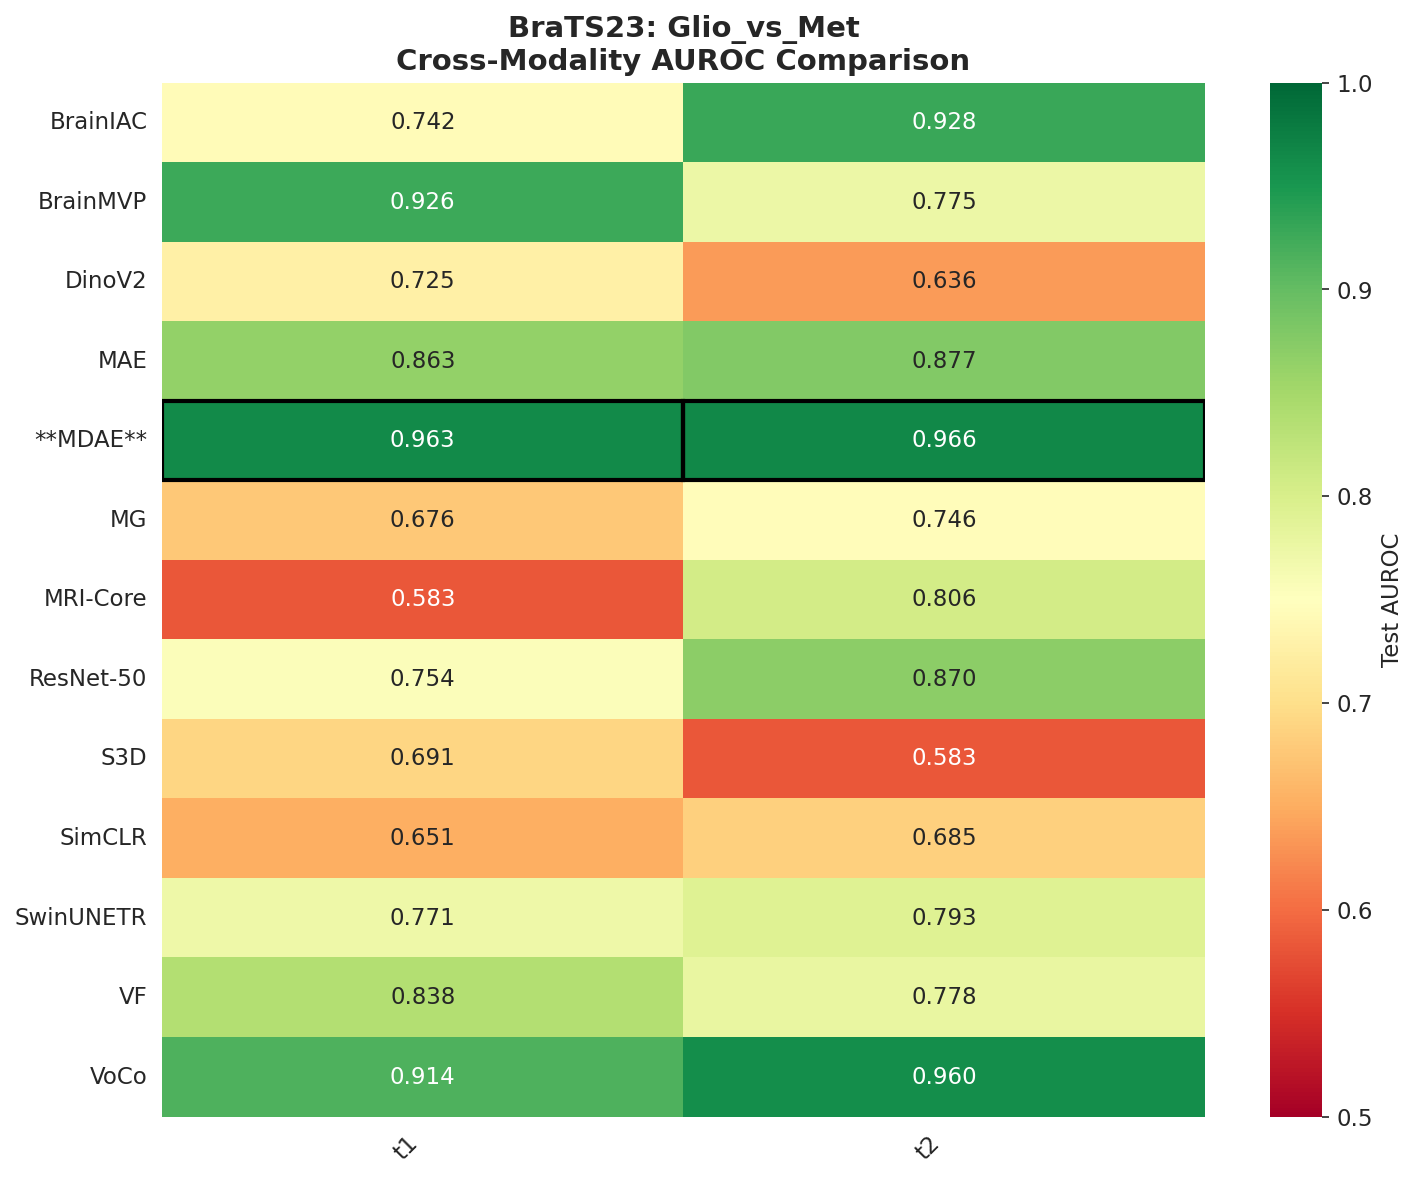 BraTS23: Glio_vs_Met
Cross-Modality AUROC Comparison
BrainIAC 0.742 0.928
BrainMVP 0.926 0.775
DinoV2 0.725 0.636
MAE 0.863 0.877
**MDAE** 0.963 0.966
MG 0.676 0.746
MRI-Core 0.583 0.806
ResNet-50 0.754 0.870
S3D 0.691 0.583
SimCLR 0.651 0.685
SwinUNETR 0.771 0.793
VF 0.838 0.778
VoCo 0.914 0.960
t1 t2
1.0
0.9
0.8
0.7
0.6
0.5
Test AUROC